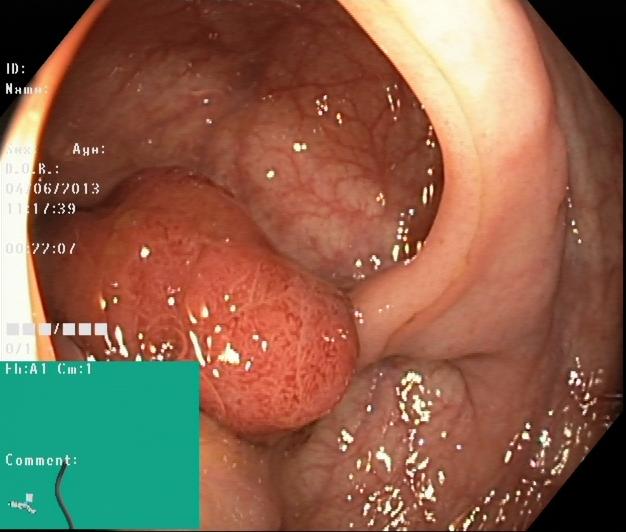 ID:
Name:
Sex: Age:
D.O.B.:
04/06/2013
11:17:39
00:22:07
0/1
Eh:A1 Cm:1
Comment: